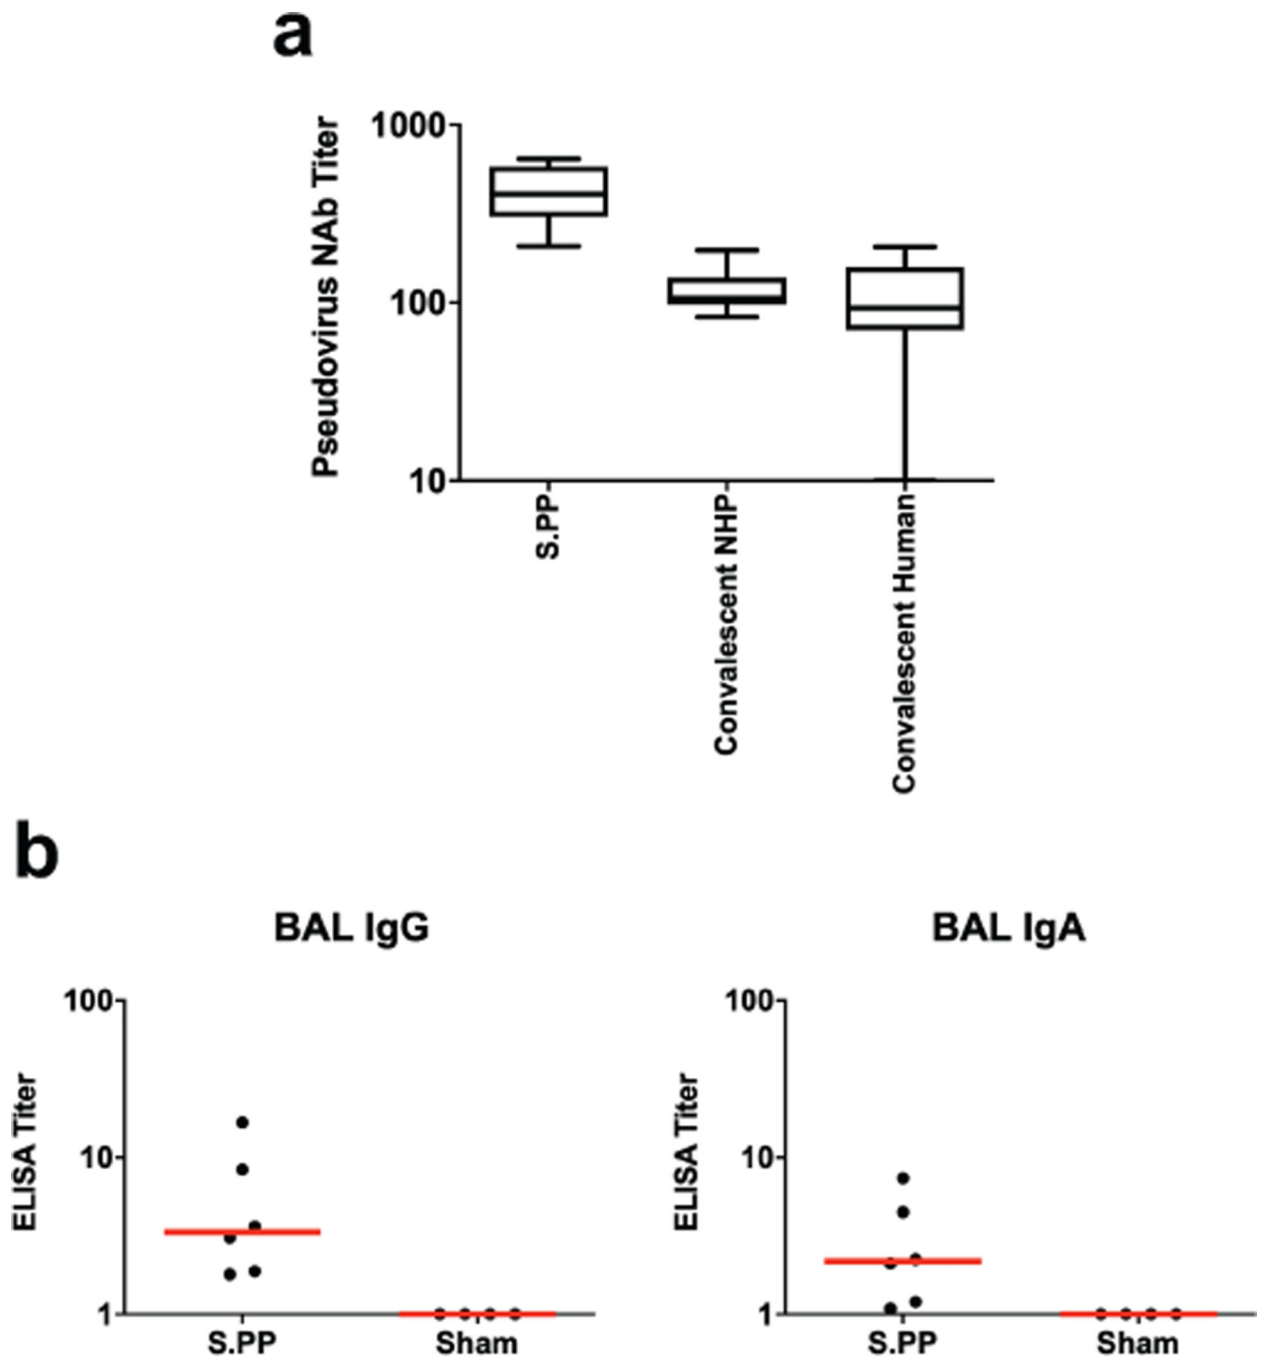 a
Pseudovirus NAb Titer
1000
100
10
S.PP
Convalescent NHP
Convalescent Human
b
BAL IgG
ELISA Titer
100
10
1
S.PP
Sham
BAL IgA
ELISA Titer
100
10
1
S.PP
Sham